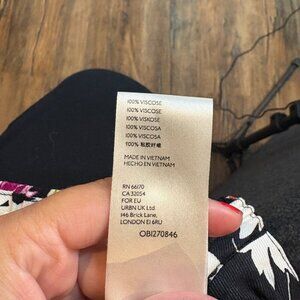 100% VISCOSE
100% VISCOSE
100% VISKOSE
100% VISCOSA
100% VISCOSA
100% 粘胶纤维
MADE IN VIETNAM
HECHO EN VIETNAM
RN 66170
CA 32054
FOR EU
URBN UK Ltd
146 Brick Lane,
LONDON E1 6RU
OB1270846